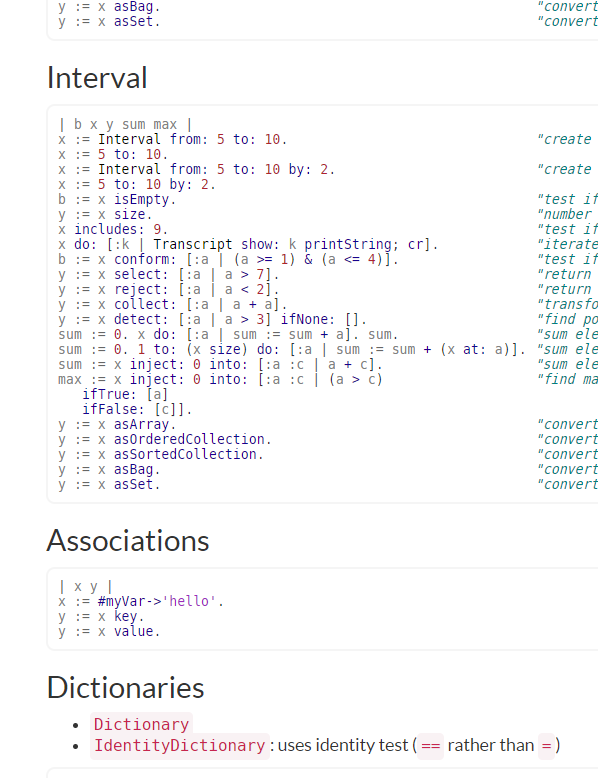 y := x asBag. "convert
y := x asSet. "convert
Interval
| b x y sum max |
x := Interval from: 5 to: 10. "create
x := 5 to: 10.
x := Interval from: 5 to: 10 by: 2. "create
x := 5 to: 10 by: 2.
b := x isEmpty. "test if
y := x size. "number
x includes: 9. "test if
x do: [:k | Transcript show: k printString; cr]. "iterate
b := x conform: [:a | (a >= 1) & (a <= 4)]. "test if
y := x select: [:a | a > 7]. "return
y := x reject: [:a | a < 2]. "return
y := x collect: [:a | a + a]. "transfo
y := x detect: [:a | a > 3] ifNone: []. "find po
sum := 0. x do: [:a | sum := sum + a]. sum. "sum ele
sum := 0. 1 to: (x size) do: [:a | sum := sum + (x at: a)]. "sum ele
sum := x inject: 0 into: [:a :c | a + c]. "sum ele
max := x inject: 0 into: [:a :c | (a > c) "find ma
ifTrue: [a]
ifFalse: [c]].
y := x asArray. "convert
y := x asOrderedCollection. "convert
y := x asSortedCollection. "convert
y := x asBag. "convert
y := x asSet. "convert
Associations
| x y |
x := #myVar->'hello'.
y := x key.
y := x value.
Dictionaries
• Dictionary
• IdentityDictionary : uses identity test ( == rather than = )